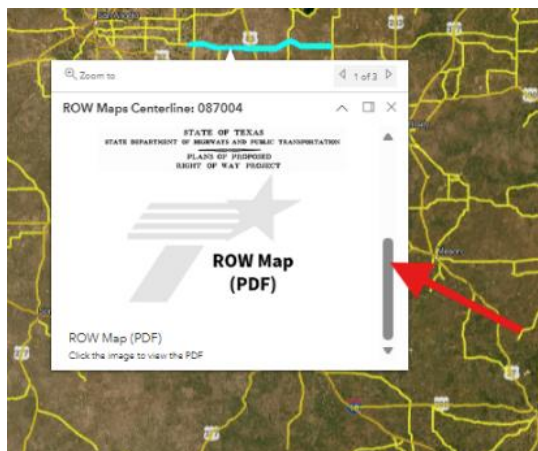 Zoom to
1 of 3
ROW Maps Centerline: 087004
STATE OF TEXAS
STATE DEPARTMENT OF HIGHWAYS AND PUBLIC TRANSPORTATION
PLANS OF PROPOSED
RIGHT OF WAY PROJECT
ROW Map
(PDF)
ROW Map (PDF)
Click the image to view the PDF